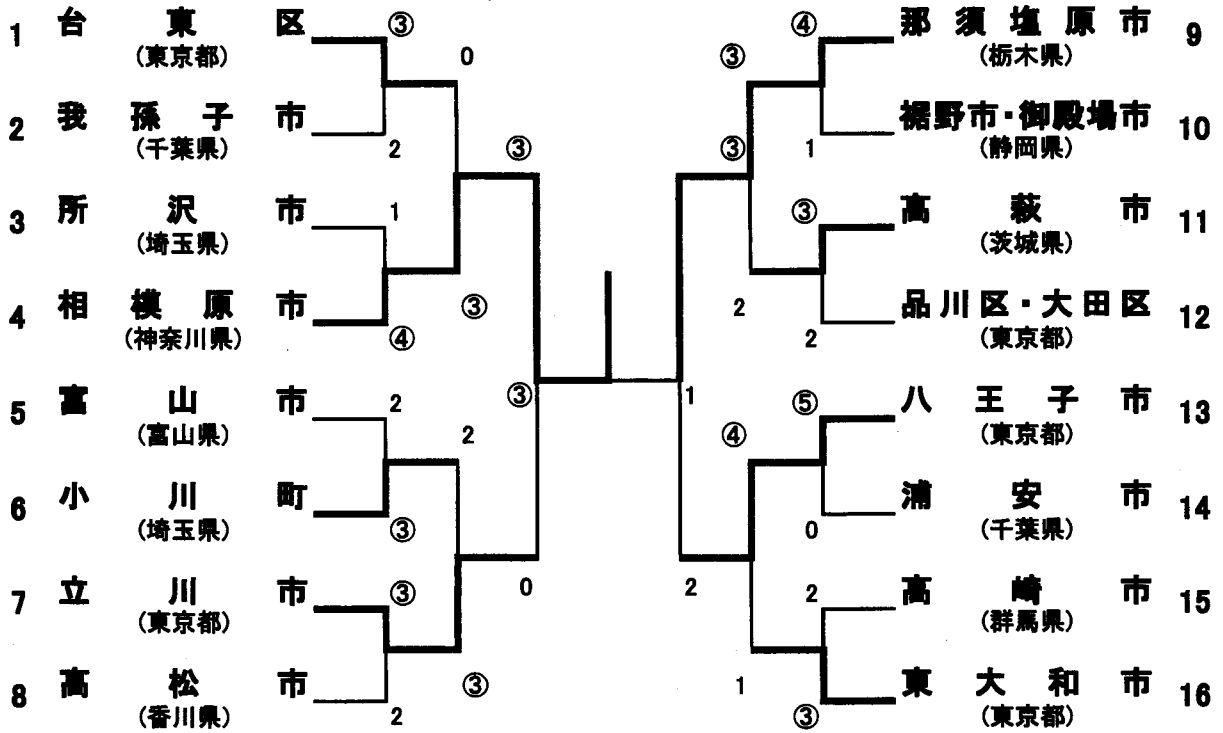 1 台東区 ③
(東京都) 0
2 我孫子市
(千葉県) 2
③
3 所沢市 1
(埼玉県)
4 相模原市 ③
(神奈川県) ④
5 富山市 2 ③
(富山県) 2
6 小川町
(埼玉県) ③
7 立川市 ③ 0
(東京都)
8 高松市 ③
(香川県) 2
④ 那須塩原市 9
③ (栃木県)
裾野市・御殿場市 10
③ 1 (静岡県)
③ 高萩市 11
(茨城県)
2 品川区・大田区 12
2 (東京都)
1 ⑤ 八王子市 13
④ (東京都)
浦安市 14
0 (千葉県)
2 2 高崎市 15
(群馬県)
1 東大和市 16
③ (東京都)